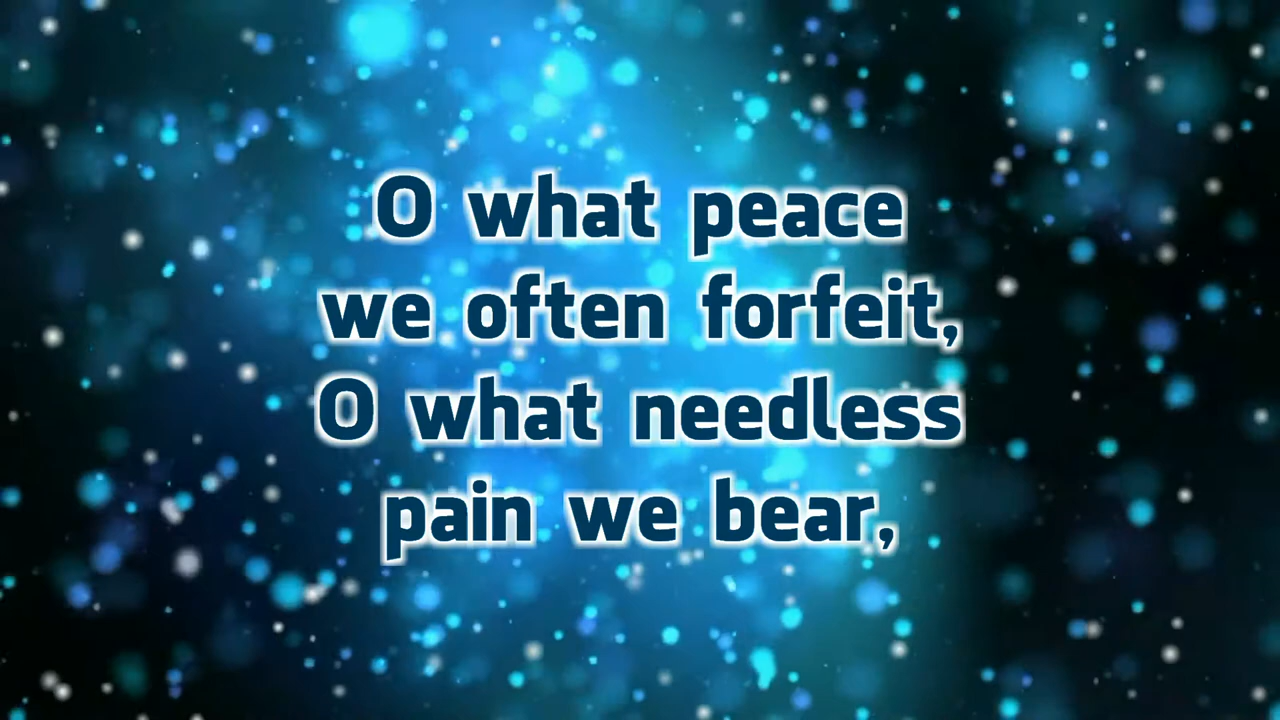 O what peace
we often forfeit,
O what needless
pain we bear,